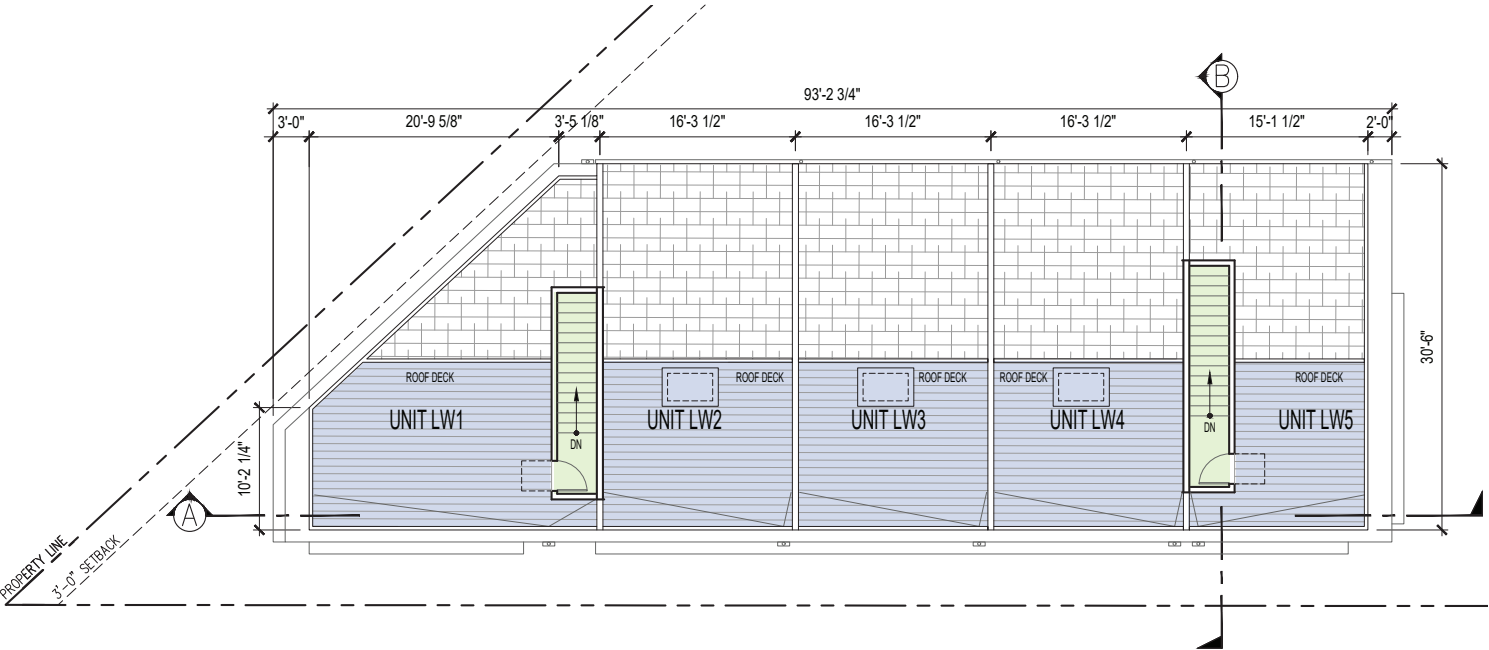 B
93'-2 3/4"
3'-0"
20'-9 5/8"
3'-5 1/8"
16'-3 1/2"
16'-3 1/2"
16'-3 1/2"
15'-1 1/2"
2'-0"
30'-6"
ROOF DECK
ROOF DECK
ROOF DECK
ROOF DECK
ROOF DECK
UNIT LW1
UNIT LW2
UNIT LW3
UNIT LW4
UNIT LW5
DN
DN
10'-2 1/4"
A
PROPERTY LINE
3'-0" SETBACK